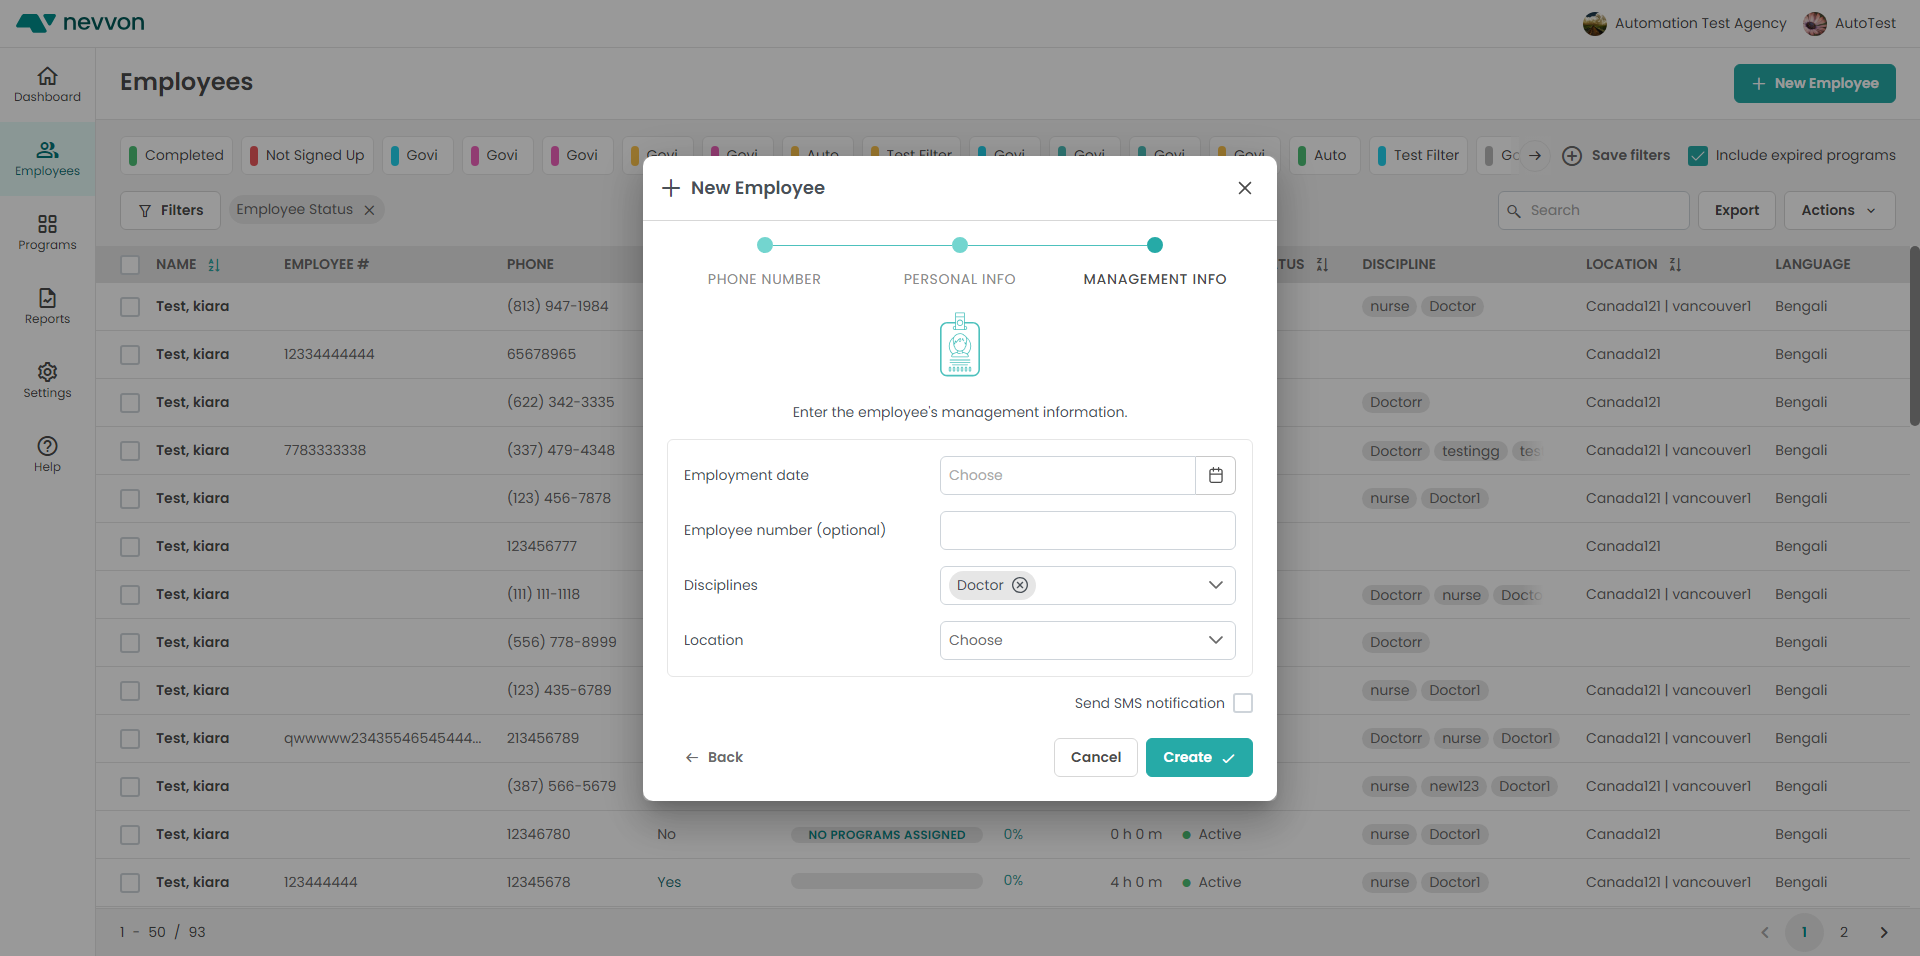 nevvon
Automation Test Agency
AutoTest
Dashboard
Employees
Programs
Reports
Settings
Help
Employees
New Employee
Completed
Not Signed Up
Govi
Govi
Govi
Govi
Govi
Auto
Test Filter
Govi
Govi
Govi
Govi
Auto
Test Filter
Save filters
Include expired programs
Filters
Employee Status
Search
Export
Actions
NAME EMPLOYEE # PHONE TUS DISCIPLINE LOCATION LANGUAGE
Test, kiara (813) 947-1984 nurse Doctor Canada121 | vancouver1 Bengali
Test, kiara 12334444444 65678965 Canada121 Bengali
Test, kiara (622) 342-3335 Doctorr Canada121 Bengali
Test, kiara 7783333338 (337) 479-4348 Doctorr testingg tes Canada121 | vancouver1 Bengali
Test, kiara (123) 456-7878 nurse Doctor1 Canada121 | vancouver1 Bengali
Test, kiara 123456777 Canada121 Bengali
Test, kiara (111) 111-1118 Doctorr nurse Docto Canada121 | vancouver1 Bengali
Test, kiara (556) 778-8999 Doctorr Bengali
Test, kiara (123) 435-6789 nurse Doctor1 Canada121 | vancouver1 Bengali
Test, kiara qwwwww23435546545444... 213456789 Doctorr nurse Doctor1 Canada121 | vancouver1 Bengali
Test, kiara (387) 566-5679 nurse new123 Doctor1 Canada121 | vancouver1 Bengali
Test, kiara 12346780 No NO PROGRAMS ASSIGNED 0% 0 h 0 m Active nurse Doctor1 Canada121 Bengali
Test, kiara 123444444 12345678 Yes 0% 4 h 0 m Active nurse Doctor1 Canada121 | vancouver1 Bengali
1 - 50 / 93
1 2
New Employee
PHONE NUMBER
PERSONAL INFO
MANAGEMENT INFO
Enter the employee's management information.
Employment date
Choose
Employee number (optional)
Disciplines
Doctor
Location
Choose
Send SMS notification
Back
Cancel
Create